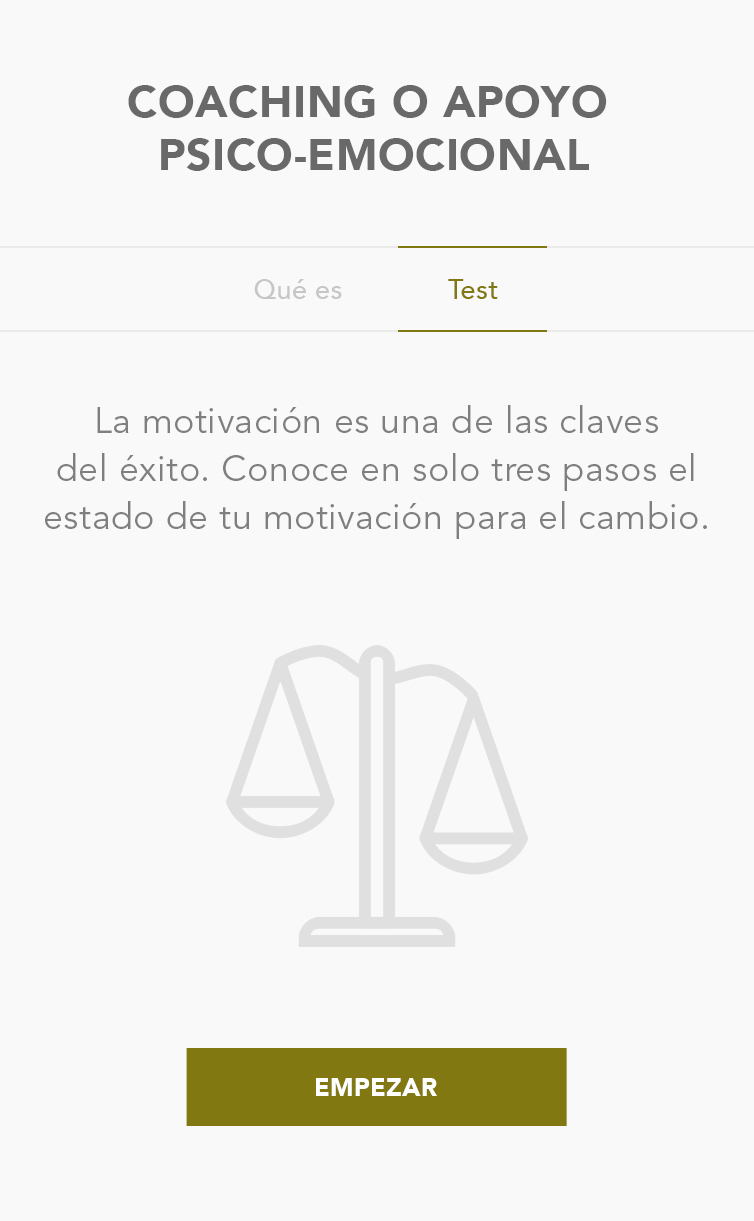 COACHING O APOYO
PSICO-EMOCIONAL
Qué es
Test
La motivación es una de las claves
del éxito. Conoce en solo tres pasos el
estado de tu motivación para el cambio.
EMPEZAR